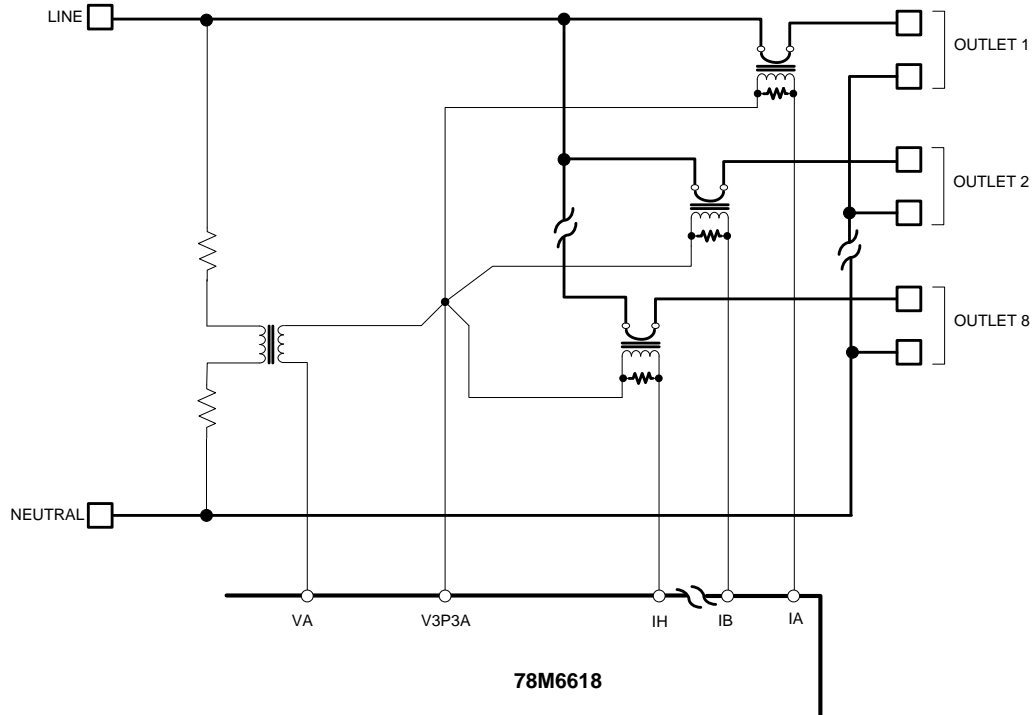 LINE
OUTLET 1
OUTLET 2
OUTLET 8
NEUTRAL
VA
V3P3A
IH
IB
IA
78M6618